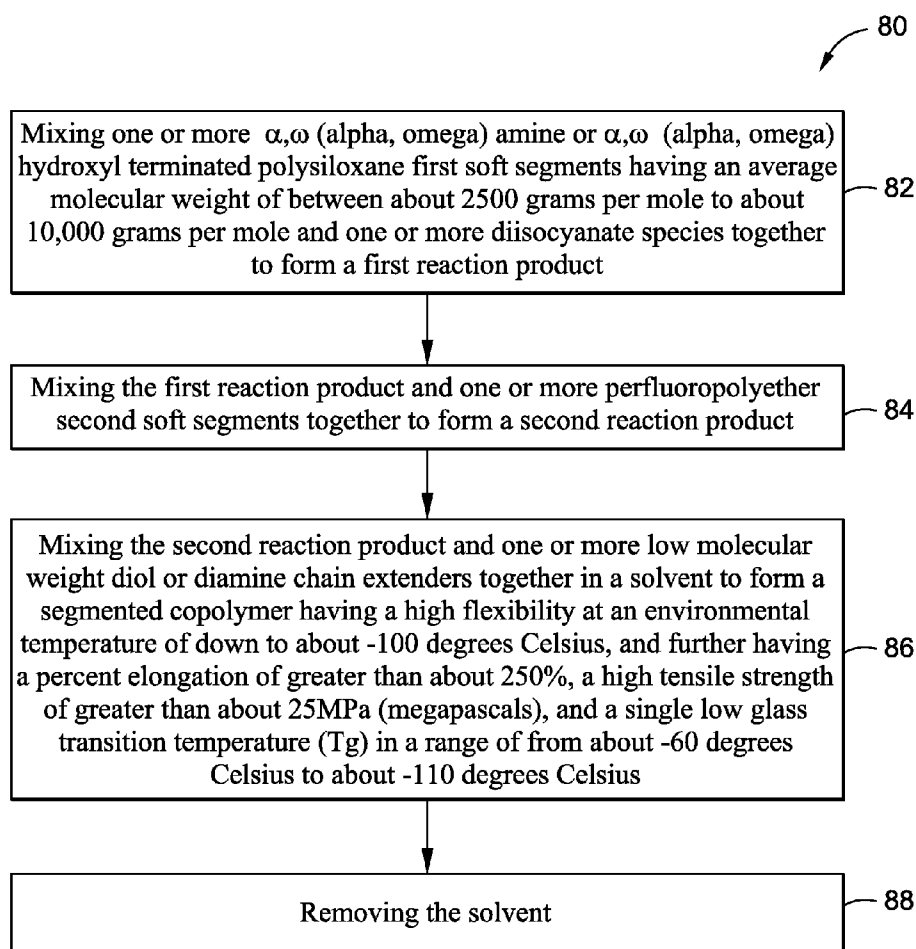 80
Mixing one or more α,ω (alpha, omega) amine or α,ω (alpha, omega)
hydroxyl terminated polysiloxane first soft segments having an average
molecular weight of between about 2500 grams per mole to about
10,000 grams per mole and one or more diisocyanate species together
to form a first reaction product
82
Mixing the first reaction product and one or more perfluoropolyether
second soft segments together to form a second reaction product
84
Mixing the second reaction product and one or more low molecular
weight diol or diamine chain extenders together in a solvent to form a
segmented copolymer having a high flexibility at an environmental
temperature of down to about -100 degrees Celsius, and further having
a percent elongation of greater than about 250%, a high tensile strength
of greater than about 25MPa (megapascals), and a single low glass
transition temperature (Tg) in a range of from about -60 degrees
Celsius to about -110 degrees Celsius
86
Removing the solvent
88